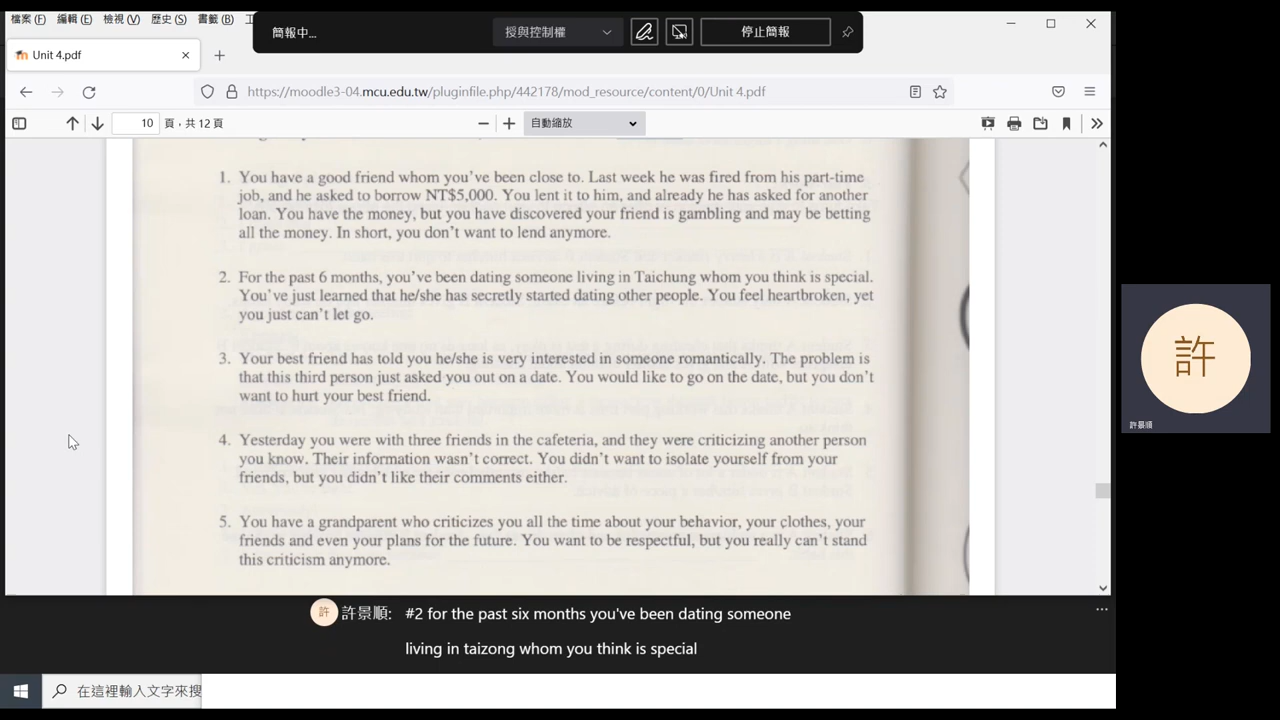 檔案(F) 編輯(E) 檢視(V) 歷史(S) 書籤(B)
簡報中...
授與控制權
停止簡報
Unit 4.pdf
https://moodle3-04.mcu.edu.tw/pluginfile.php/442178/mod_resource/content/0/Unit 4.pdf
10 頁，共 12 頁
自動縮放
1. You have a good friend whom you've been close to. Last week he was fired from his part-time
job, and he asked to borrow NT$5,000. You lent it to him, and already he has asked for another
loan. You have the money, but you have discovered your friend is gambling and may be betting
all the money. In short, you don't want to lend anymore.
2. For the past 6 months, you've been dating someone living in Taichung whom you think is special.
You've just learned that he/she has secretly started dating other people. You feel heartbroken, yet
you just can't let go.
3. Your best friend has told you he/she is very interested in someone romantically. The problem is
that this third person just asked you out on a date. You would like to go on the date, but you don't
want to hurt your best friend.
4. Yesterday you were with three friends in the cafeteria, and they were criticizing another person
you know. Their information wasn't correct. You didn't want to isolate yourself from your
friends, but you didn't like their comments either.
5. You have a grandparent who criticizes you all the time about your behavior, your clothes, your
friends and even your plans for the future. You want to be respectful, but you really can't stand
this criticism anymore.
許
許景順
許 許景順: #2 for the past six months you've been dating someone
living in taizong whom you think is special
在這裡輸入文字來搜